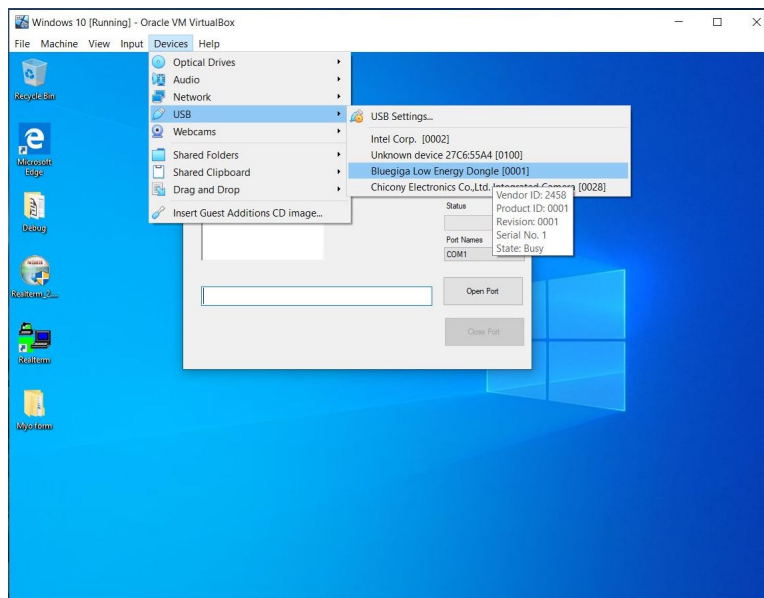 Windows 10 [Running] - Oracle VM VirtualBox
File Machine View Input Devices Help
Optical Drives
Audio
Network
USB
Webcams
Shared Folders
Shared Clipboard
Drag and Drop
Insert Guest Additions CD image...
USB Settings...
Intel Corp. [0002]
Unknown device 27C6:55A4 [0100]
Bluegiga Low Energy Dongle [0001]
Chicony Electronics Co.,Ltd. Integrated Camera [0028]
Vendor ID: 2458
Product ID: 0001
Revision: 0001
Serial No. 1
State: Busy
Status
Port Names
COM1
Open Port
Close Port
Recycle Bin
Microsoft
Edge
Debug
Realterm_2....
Realterm
Myo form